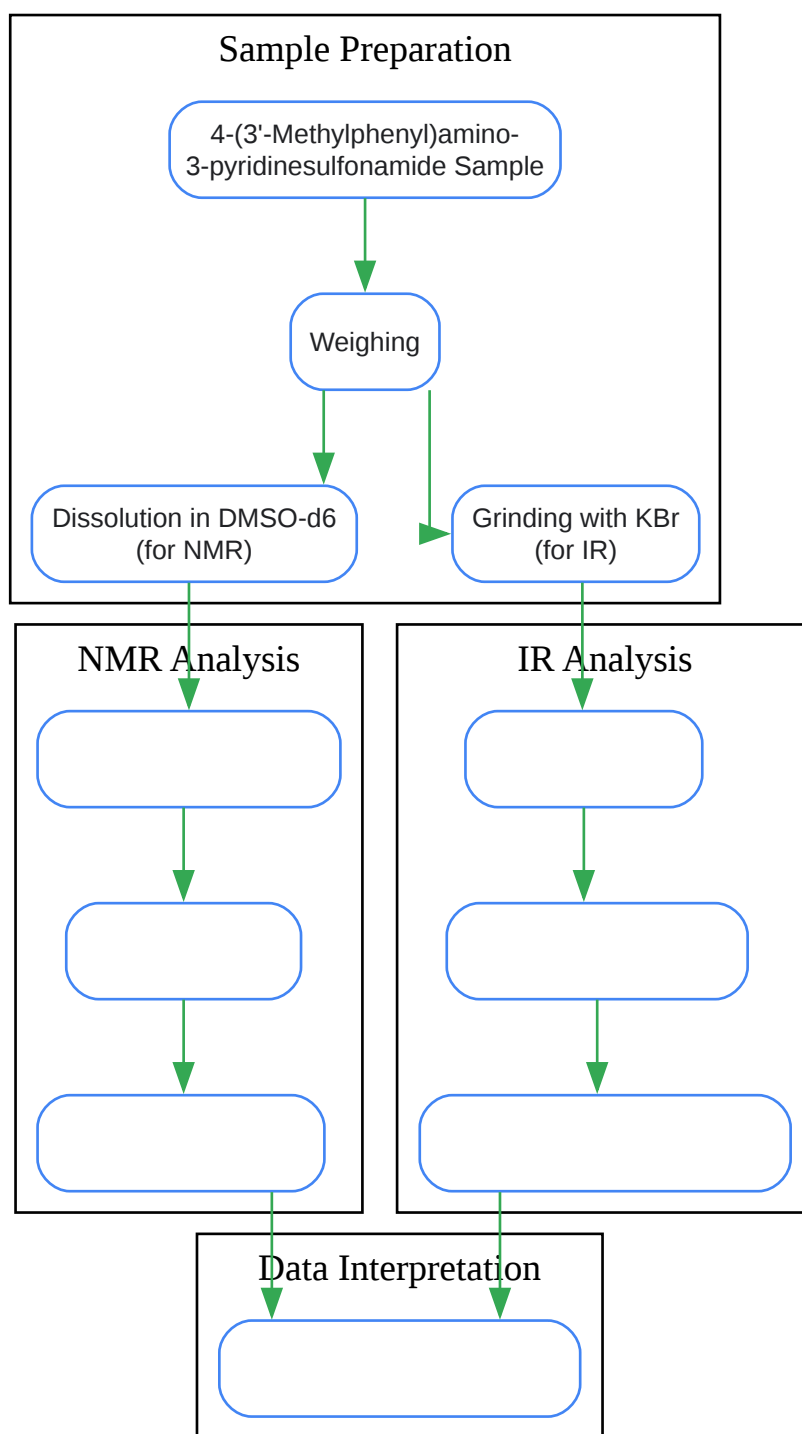 Sample Preparation
4-(3'-Methylphenyl)amino-
3-pyridinesulfonamide Sample
Weighing
Dissolution in DMSO-d6
(for NMR)
Grinding with KBr
(for IR)
NMR Analysis
IR Analysis
Data Interpretation